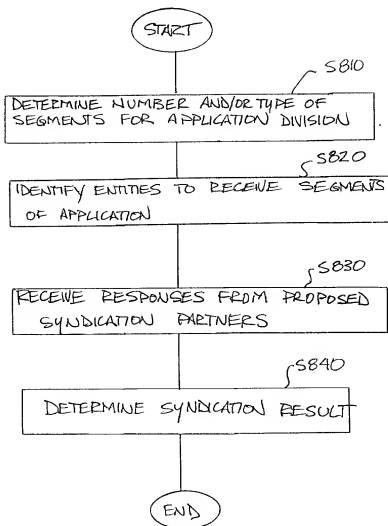 START
S810
DETERMINE NUMBER AND/OR TYPE OF
SEGMENTS FOR APPLICATION DIVISION
S820
IDENTIFY ENTITIES TO RECEIVE SEGMENTS
OF APPLICATION
S830
RECEIVE RESPONSES FROM PROPOSED
SYNDICATION PARTNERS
S840
DETERMINE SYNDICATION RESULT
END